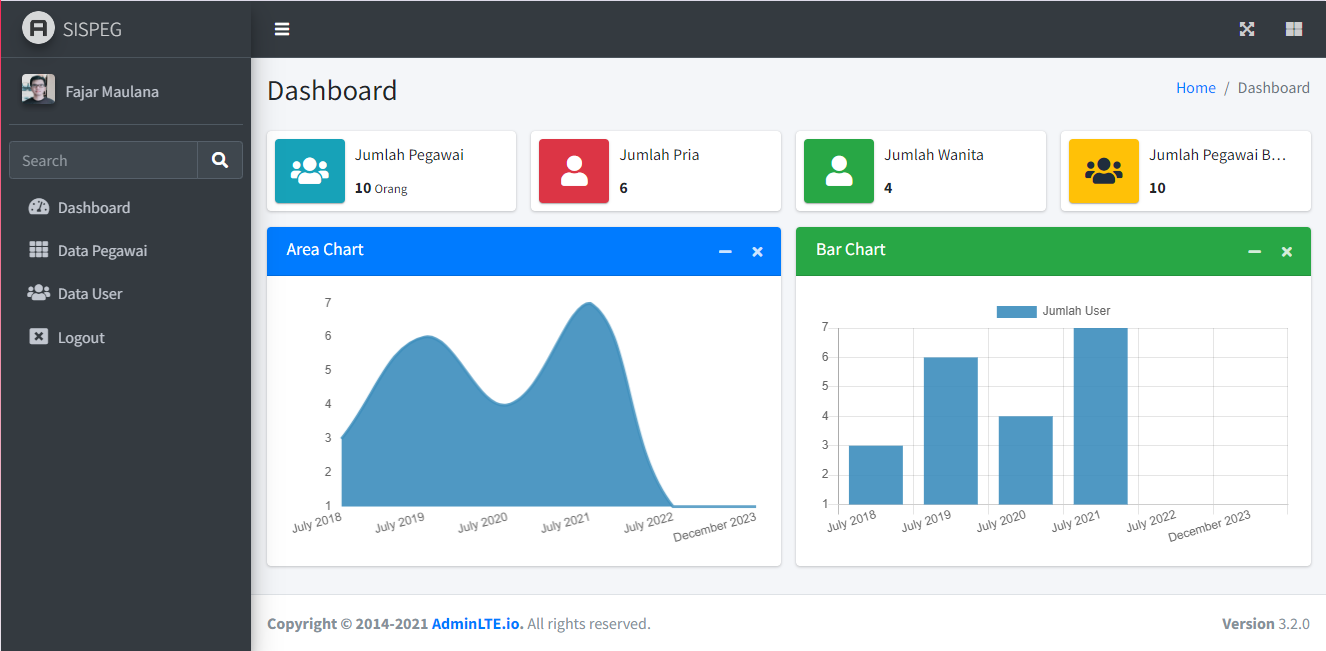 SISPEG
Fajar Maulana
Search
Dashboard
Data Pegawai
Data User
Logout
Dashboard
Home / Dashboard
Jumlah Pegawai
10 Orang
Jumlah Pria
6
Jumlah Wanita
4
Jumlah Pegawai B...
10
Area Chart
7
6
5
4
3
2
1
July 2018
July 2019
July 2020
July 2021
July 2022
December 2023
Bar Chart
Jumlah User
7
6
5
4
3
2
1
July 2018
July 2019
July 2020
July 2021
July 2022
December 2023
Copyright © 2014-2021 AdminLTE.io. All rights reserved.
Version 3.2.0